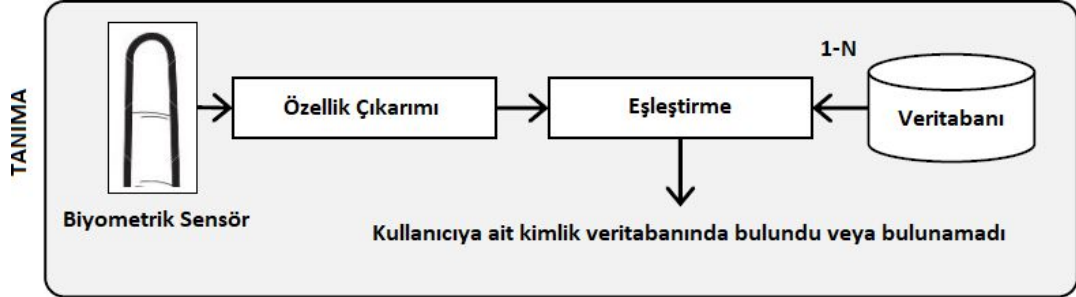 TANIMA
1-N
Özellik Çıkarımı
Eşleştirme
Veritabanı
Biyometrik Sensör
Kullanıcıya ait kimlik veritabanında bulundu veya bulunamadı